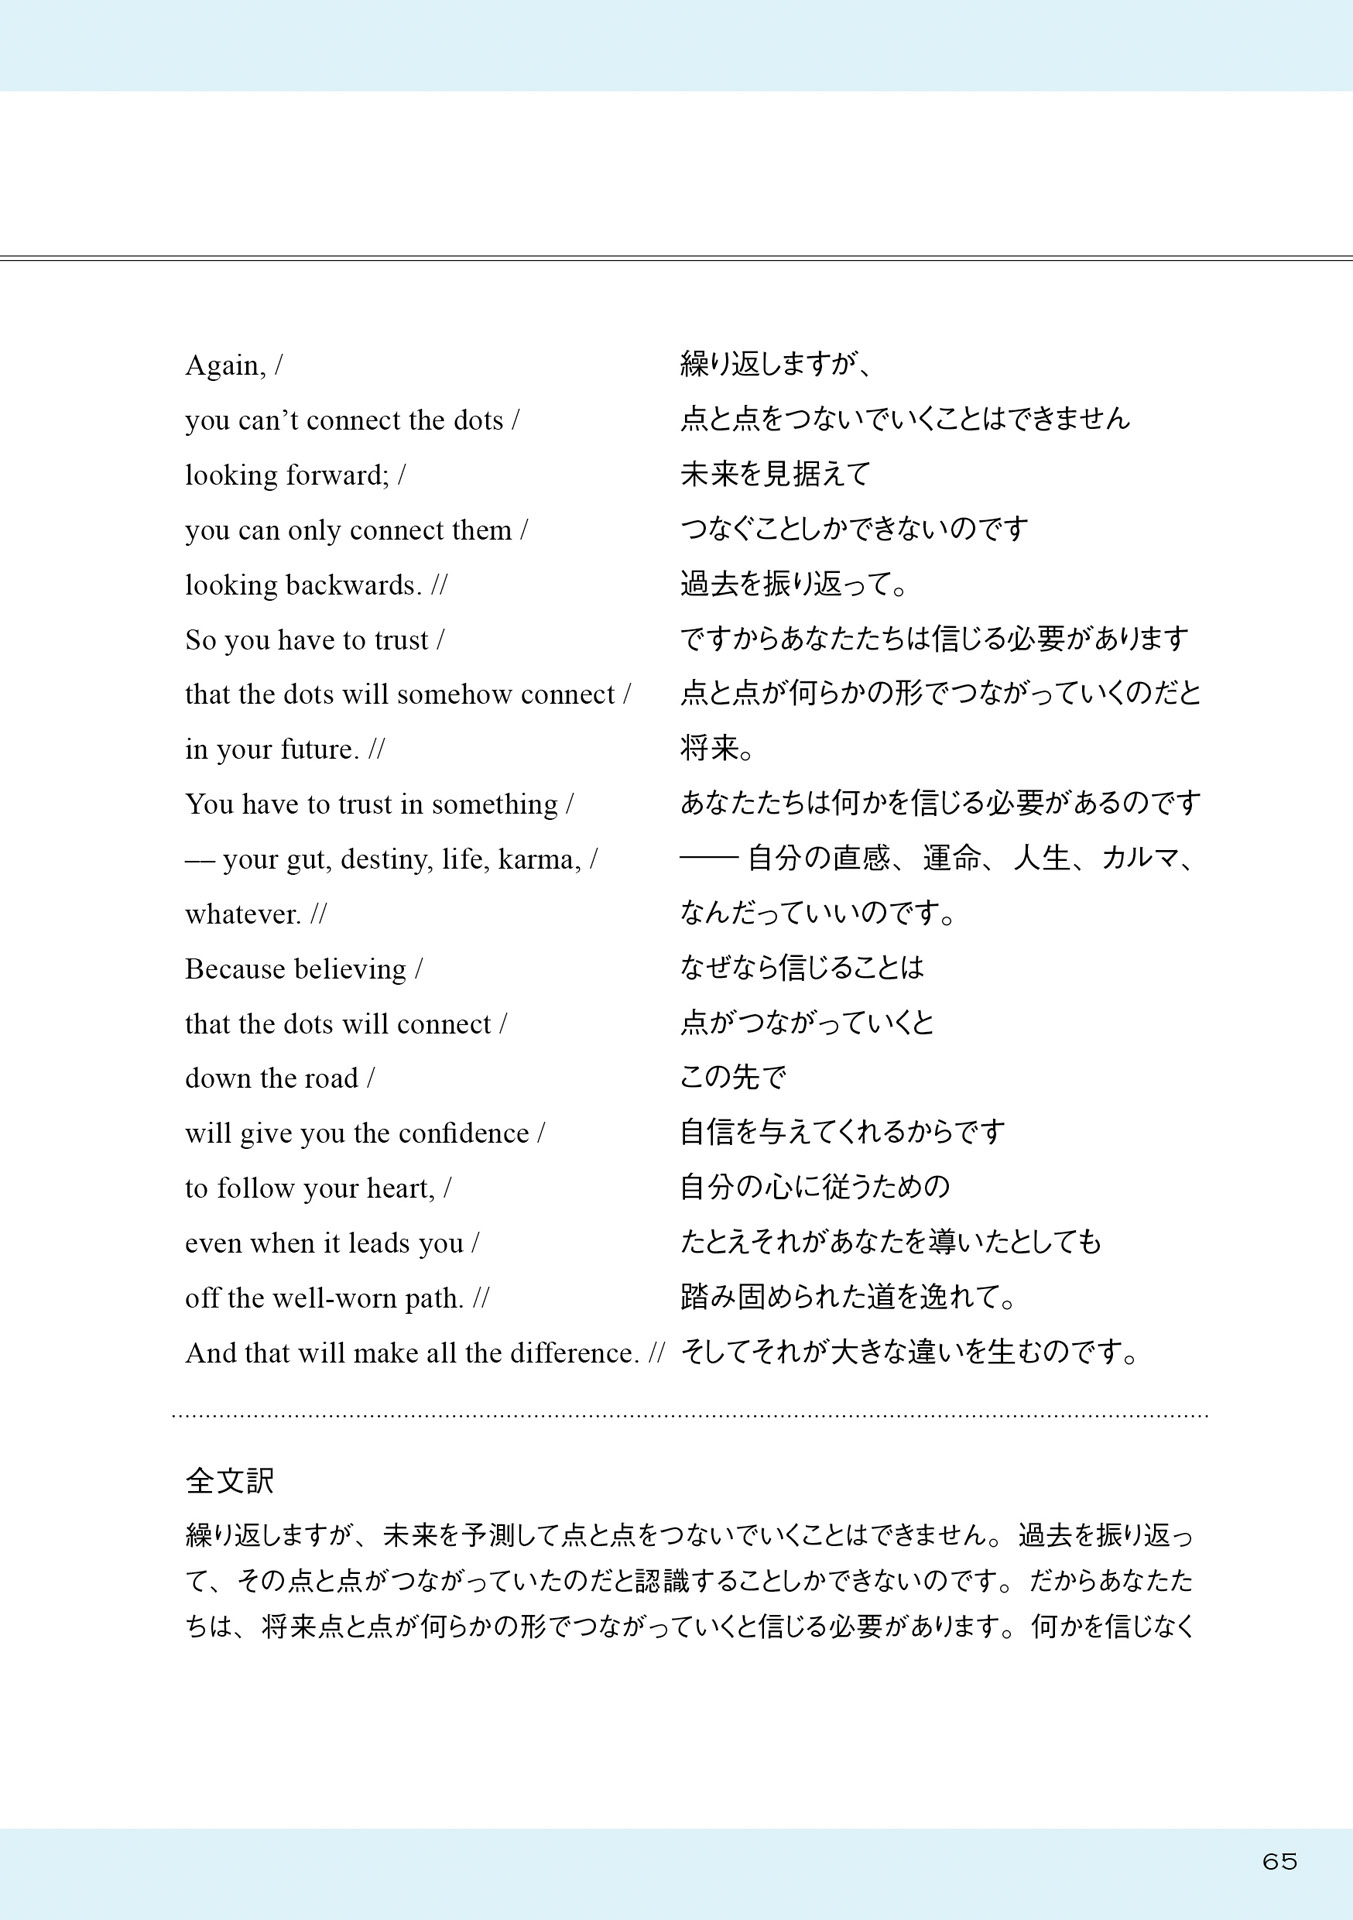 Again, / 繰り返しますが、
you can’t connect the dots / 点と点をつないでいくことはできません
looking forward; / 未来を見据えて
you can only connect them / つなぐことしかできないのです
looking backwards. // 過去を振り返って。
So you have to trust / ですからあなたたちは信じる必要があります
that the dots will somehow connect / 点と点が何らかの形でつながっていくのだと
in your future. // 将来。
You have to trust in something / あなたたちは何かを信じる必要があるのです
— your gut, destiny, life, karma, / ―― 自分の直感、運命、人生、カルマ、
whatever. // なんだっていいのです。
Because believing / なぜなら信じることは
that the dots will connect / 点がつながっていくと
down the road / この先で
will give you the confidence / 自信を与えてくれるからです
to follow your heart, / 自分の心に従うための
even when it leads you / たとえそれがあなたを導いたとしても
off the well-worn path. // 踏み固められた道を逸れて。
And that will make all the difference. // そしてそれが大きな違いを生むのです。
全文訳
繰り返しますが、未来を予測して点と点をつないでいくことはできません。過去を振り返っ
て、その点と点がつながっていたのだと認識することしかできないのです。だからあなたた
ちは、将来点と点が何らかの形でつながっていくと信じる必要があります。何かを信じなく
65